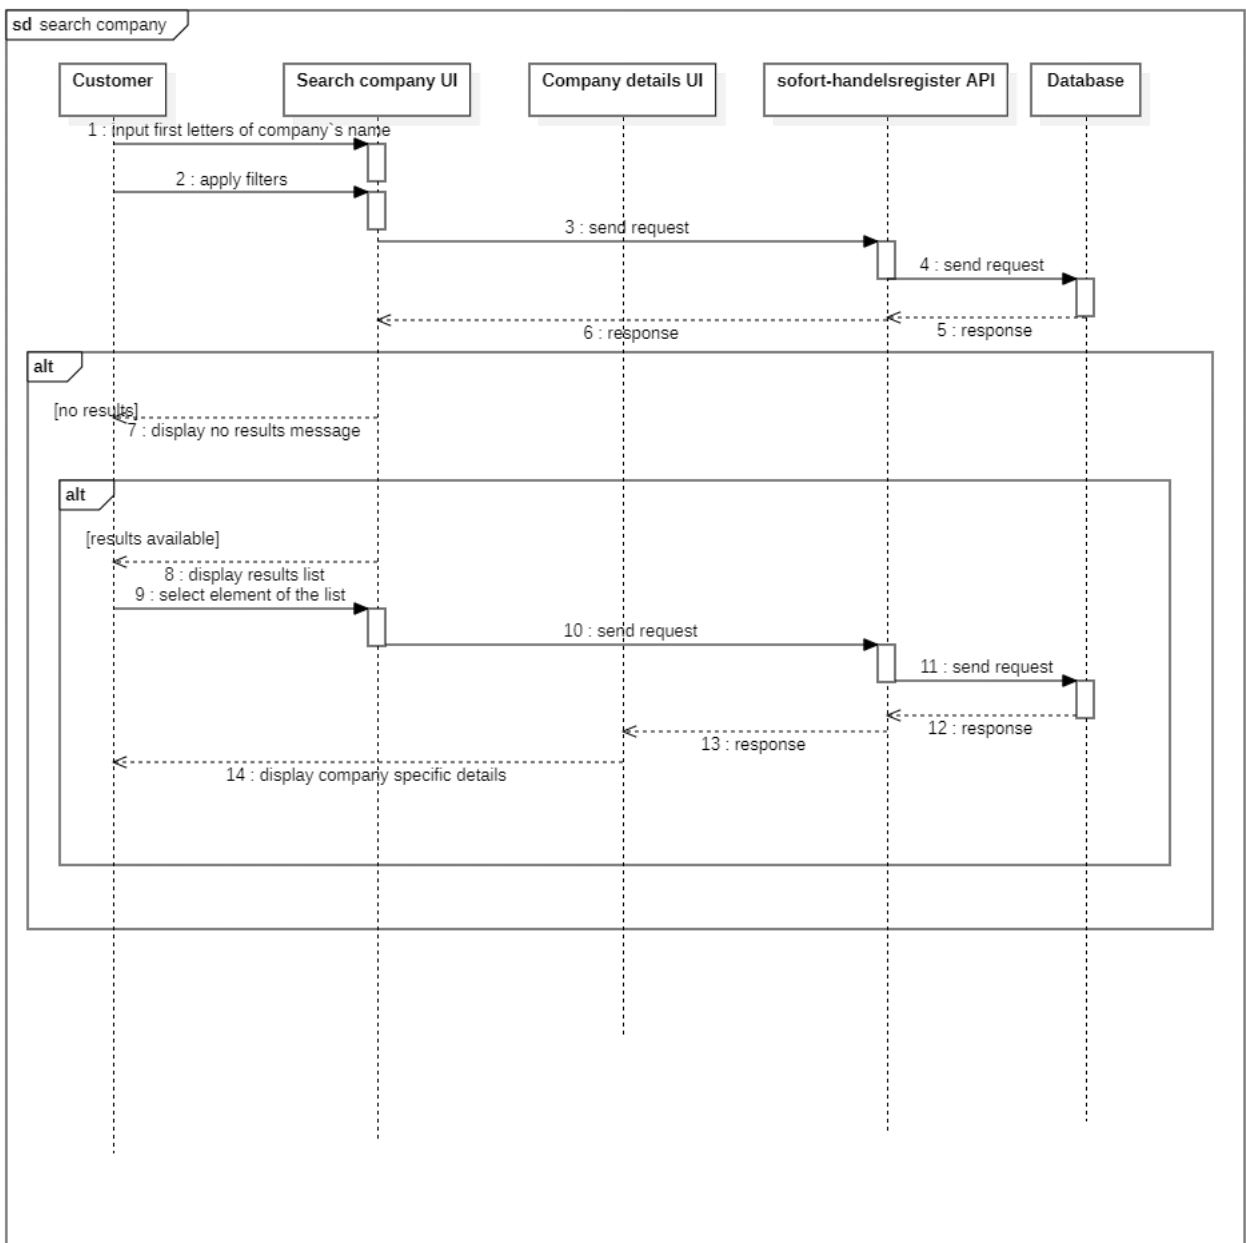 sd search company
Customer
Search company UI
Company details UI
sofort-handelsregister API
Database
1 : input first letters of company`s name
2 : apply filters
3 : send request
4 : send request
5 : response
6 : response
alt
[no results]
7 : display no results message
alt
[results available]
8 : display results list
9 : select element of the list
10 : send request
11 : send request
12 : response
13 : response
14 : display company specific details